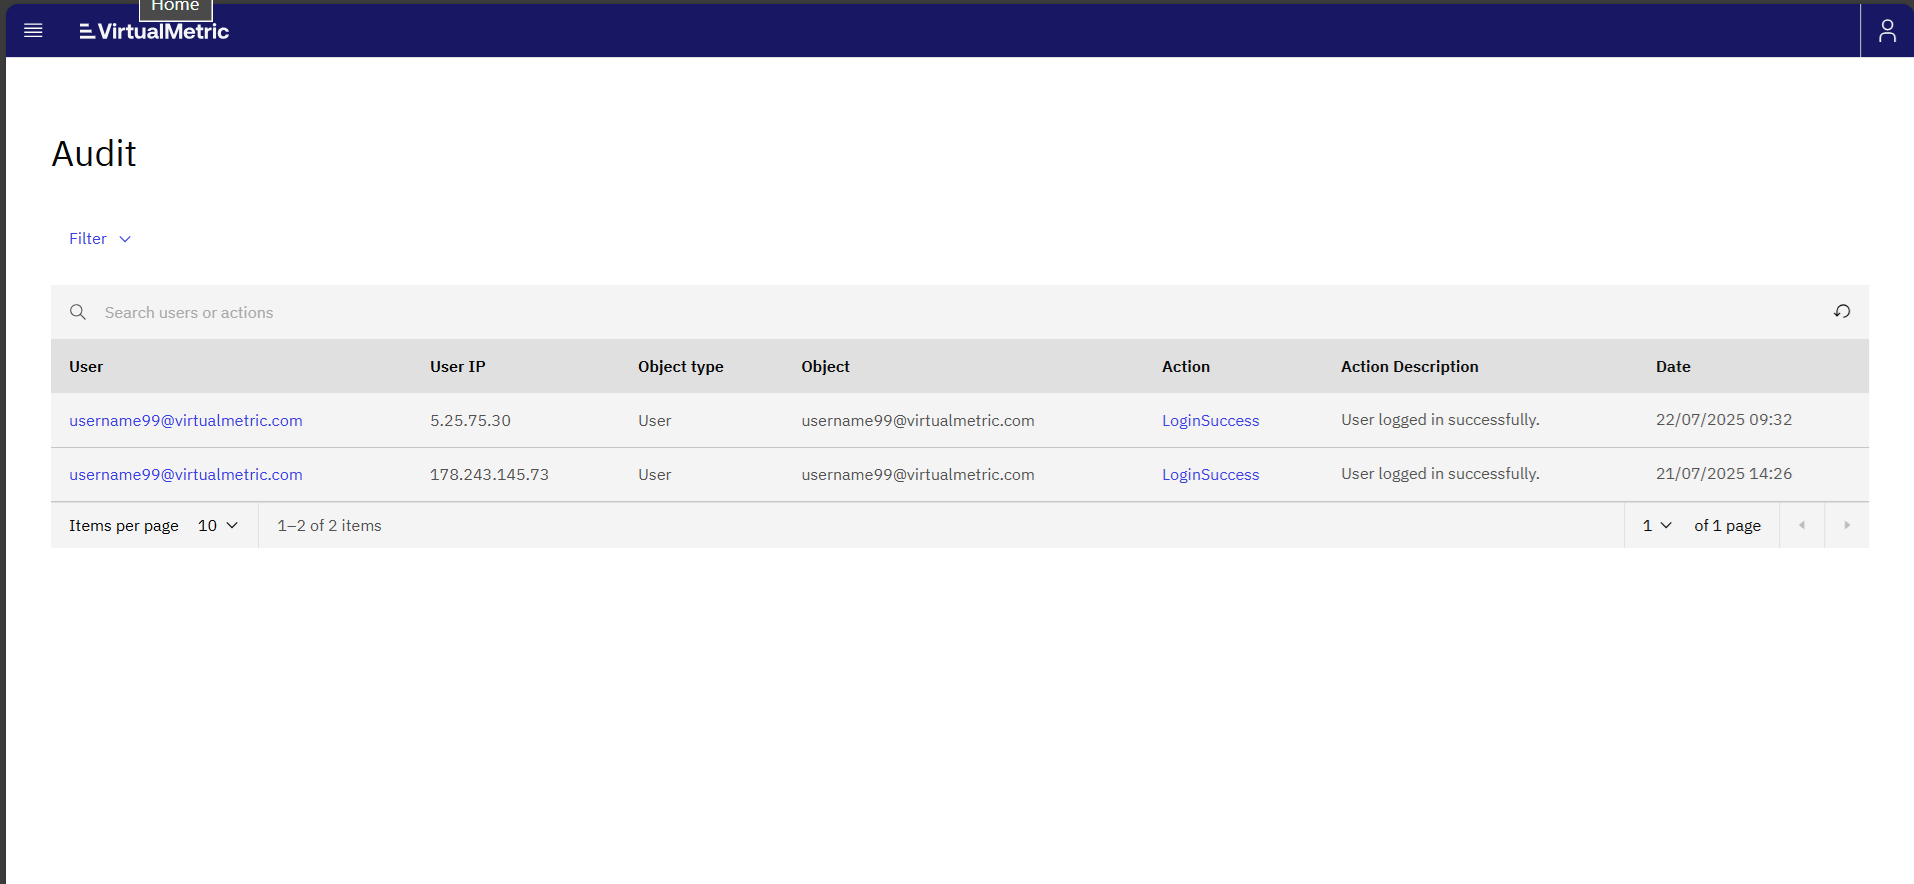 Home
VirtualMetric
Audit
Filter
Search users or actions
User User IP Object type Object Action Action Description Date
username99@virtualmetric.com 5.25.75.30 User username99@virtualmetric.com LoginSuccess User logged in successfully. 22/07/2025 09:32
username99@virtualmetric.com 178.243.145.73 User username99@virtualmetric.com LoginSuccess User logged in successfully. 21/07/2025 14:26
Items per page 10 1–2 of 2 items 1 of 1 page